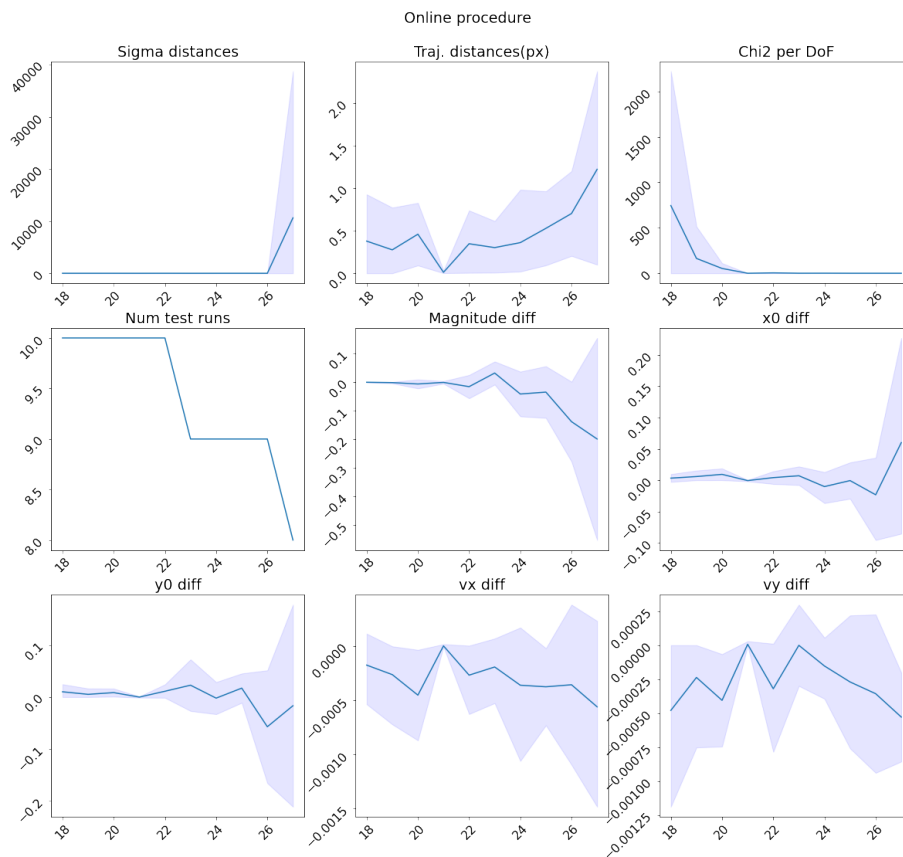 Online procedure
Sigma distances
Traj. distances(px)
Chi2 per DoF
40000
30000
20000
10000
0
18 20 22 24 26
2.0
1.5
1.0
0.5
0.0
18 20 22 24 26
2000
1500
1000
500
0
18 20 22 24 26
Num test runs
Magnitude diff
x0 diff
10.0
9.5
9.0
8.5
8.0
18 20 22 24 26
0.1
0.0
−0.1
−0.2
−0.3
−0.4
−0.5
18 20 22 24 26
0.20
0.15
0.10
0.05
0.00
−0.05
−0.10
18 20 22 24 26
y0 diff
vx diff
vy diff
0.1
0.0
−0.1
−0.2
18 20 22 24 26
0.0000
−0.0005
−0.0010
−0.0015
18 20 22 24 26
0.00025
0.00000
−0.00025
−0.00050
−0.00075
−0.00100
−0.00125
18 20 22 24 26